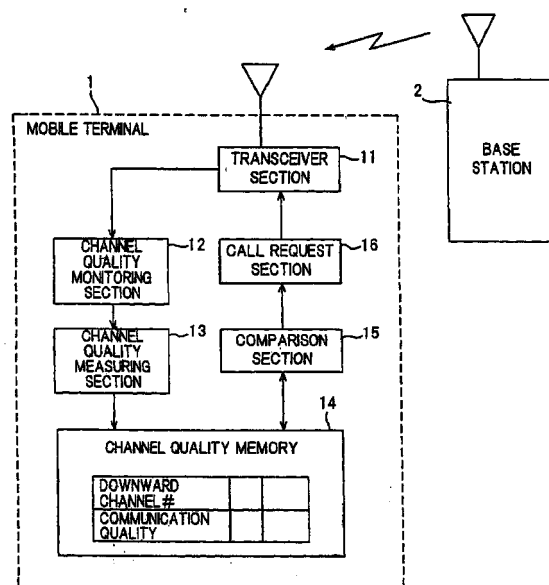 1
2
MOBILE TERMINAL
BASE
STATION
TRANSCEIVER
SECTION
11
CHANNEL
QUALITY
MONITORING
SECTION
12
CALL REQUEST
SECTION
16
CHANNEL
QUALITY
MEASURING
SECTION
13
COMPARISON
SECTION
15
14
CHANNEL QUALITY MEMORY
DOWNWARD
CHANNEL#
COMMUNICATION
QUALITY